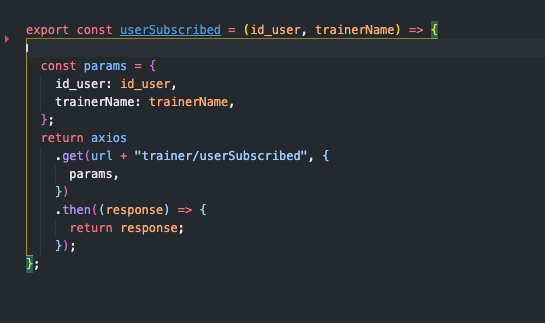 export const userSubscribed = (id_user, trainerName) => {
const params = {
id_user: id_user,
trainerName: trainerName,
};
return axios
.get(url + "trainer/userSubscribed", {
params,
})
.then((response) => {
return response;
});
};